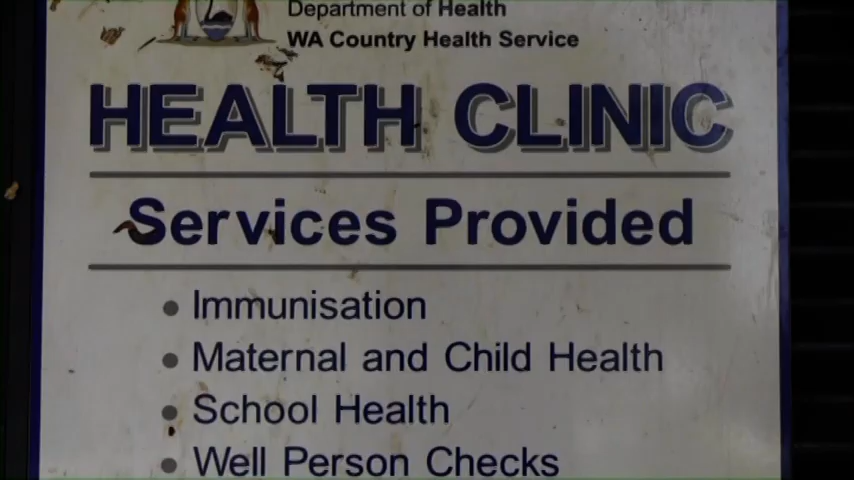 Department of Health
WA Country Health Service
HEALTH CLINIC
Services Provided
● Immunisation
● Maternal and Child Health
● School Health
● Well Person Checks